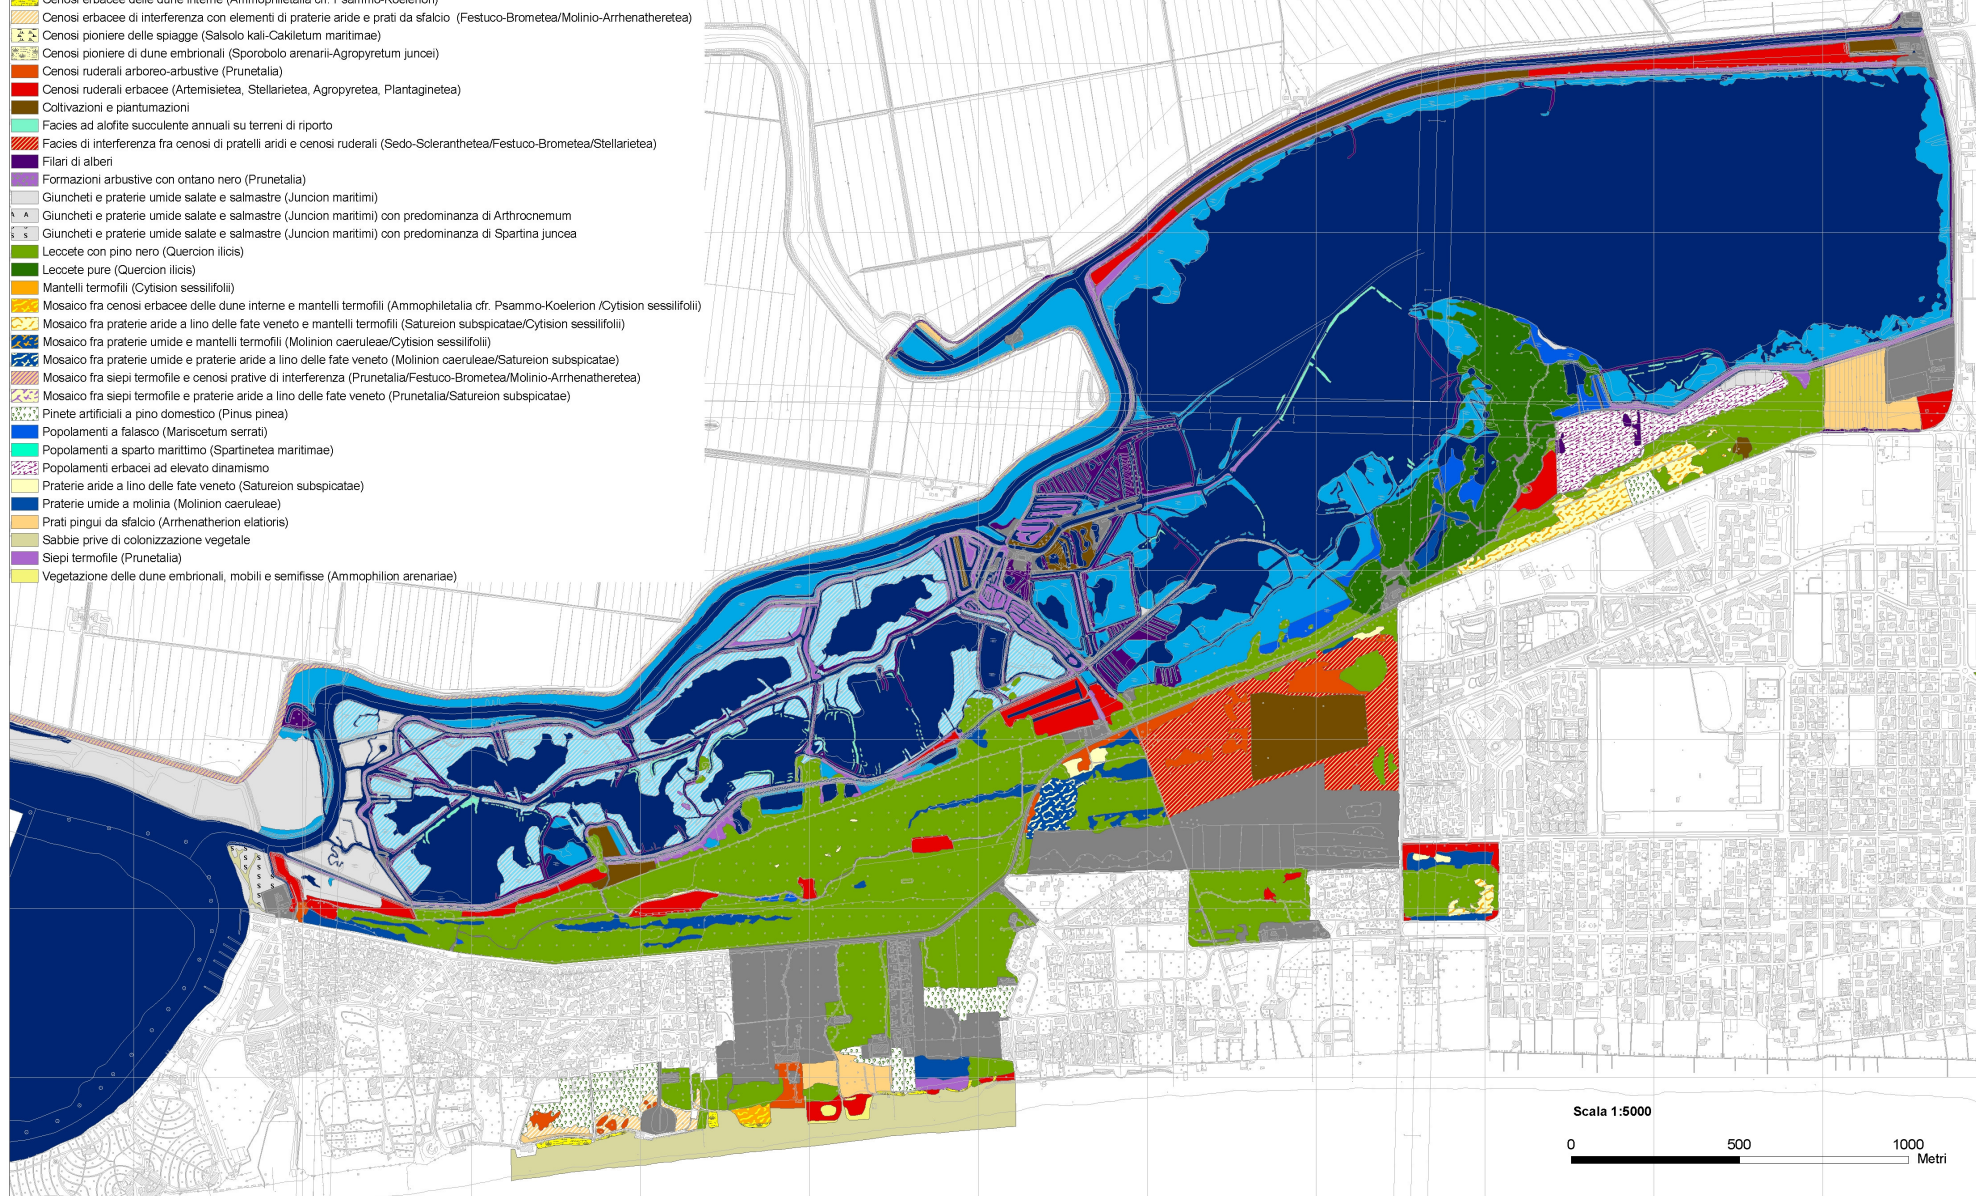 Cenosi erbacee delle dune interne (Ammophiletalia cfr. Psammo-Koelerion)
Cenosi erbacee di interferenza con elementi di praterie aride e prati da sfalcio (Festuco-Brometea/Molinio-Arrhenatheretea)
Cenosi pioniere delle spiagge (Salsolo kali-Cakiletum maritimae)
Cenosi pioniere di dune embrionali (Sporobolo arenarii-Agropyretum juncei)
Cenosi ruderali arboreo-arbustive (Prunetalia)
Cenosi ruderali erbacee (Artemisietea, Stellarietea, Agropyretea, Plantaginetea)
Coltivazioni e piantumazioni
Facies ad alofite succulente annuali su terreni di riporto
Facies di interferenza fra cenosi di pratelli aridi e cenosi ruderali (Sedo-Scleranthetea/Festuco-Brometea/Stellarietea)
Filari di alberi
Formazioni arbustive con ontano nero (Prunetalia)
Giuncheti e praterie umide salate e salmastre (Juncion maritimi)
A A Giuncheti e praterie umide salate e salmastre (Juncion maritimi) con predominanza di Arthrocnemum
S S Giuncheti e praterie umide salate e salmastre (Juncion maritimi) con predominanza di Spartina juncea
Leccete con pino nero (Quercion ilicis)
Leccete pure (Quercion ilicis)
Mantelli termofili (Cytision sessilifolii)
Mosaico fra cenosi erbacee delle dune interne e mantelli termofili (Ammophiletalia cfr. Psammo-Koelerion /Cytision sessilifolii)
Mosaico fra praterie aride a lino delle fate veneto e mantelli termofili (Satureion subspicatae/Cytision sessilifolii)
Mosaico fra praterie umide e mantelli termofili (Molinion caeruleae/Cytision sessilifolii)
Mosaico fra praterie umide e praterie aride a lino delle fate veneto (Molinion caeruleae/Satureion subspicatae)
Mosaico fra siepi termofile e cenosi prative di interferenza (Prunetalia/Festuco-Brometea/Molinio-Arrhenatheretea)
Mosaico fra siepi termofile e praterie aride a lino delle fate veneto (Prunetalia/Satureion subspicatae)
Pinete artificiali a pino domestico (Pinus pinea)
Popolamenti a falasco (Mariscetum serrati)
Popolamenti a sparto marittimo (Spartinetea maritimae)
Popolamenti erbacei ad elevato dinamismo
Praterie aride a lino delle fate veneto (Satureion subspicatae)
Praterie umide a molinia (Molinion caeruleae)
Prati pingui da sfalcio (Arrhenatherion elatioris)
Sabbie prive di colonizzazione vegetale
Siepi termofile (Prunetalia)
Vegetazione delle dune embrionali, mobili e semifisse (Ammophilion arenariae)
Scala 1:5000
0 500 1000
Metri